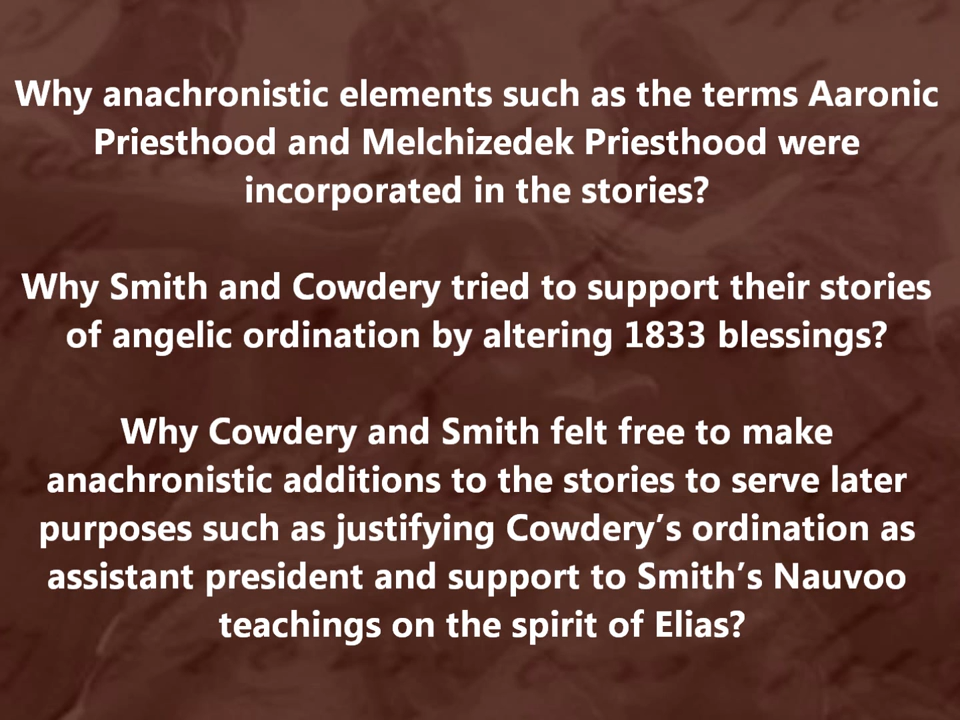 Why anachronistic elements such as the terms Aaronic
Priesthood and Melchizedek Priesthood were
incorporated in the stories?
Why Smith and Cowdery tried to support their stories
of angelic ordination by altering 1833 blessings?
Why Cowdery and Smith felt free to make
anachronistic additions to the stories to serve later
purposes such as justifying Cowdery’s ordination as
assistant president and support to Smith’s Nauvoo
teachings on the spirit of Elias?